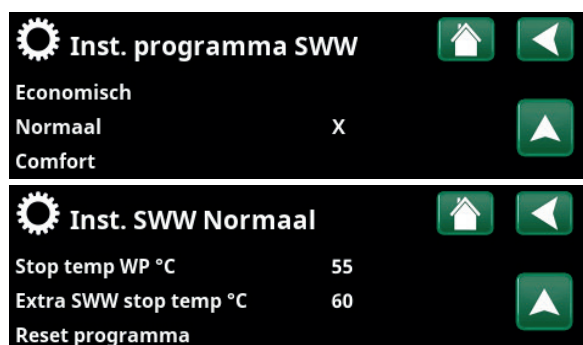 Inst. programma SWW
Economisch
Normaal X
Comfort
Inst. SWW Normaal
Stop temp WP °C 55
Extra SWW stop temp °C 60
Reset programma